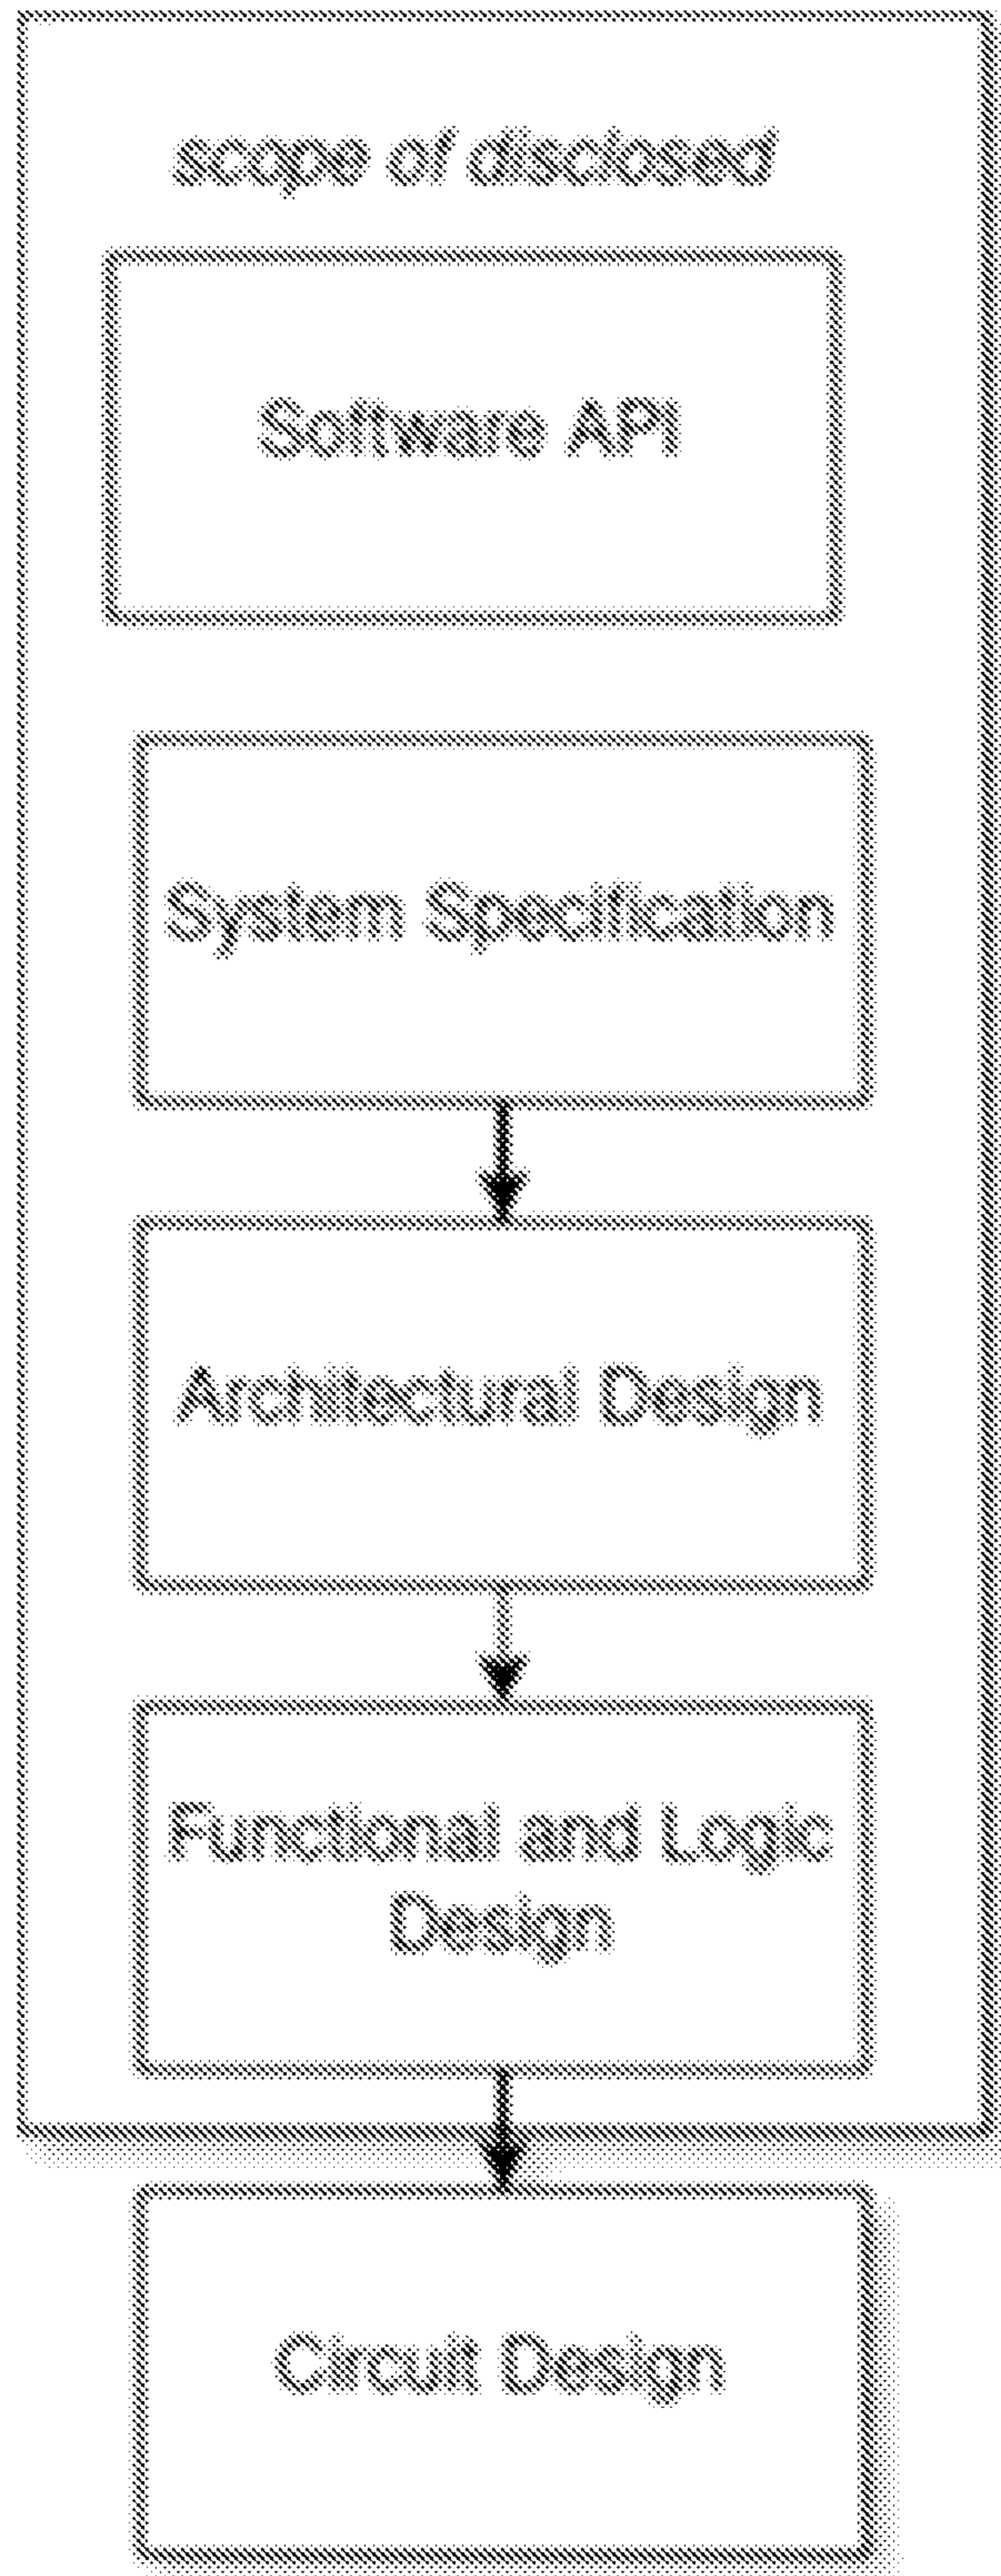 scope of disclosed
Software API
System Specification
Architectural Design
Functional and Logic
Design
Circuit Design